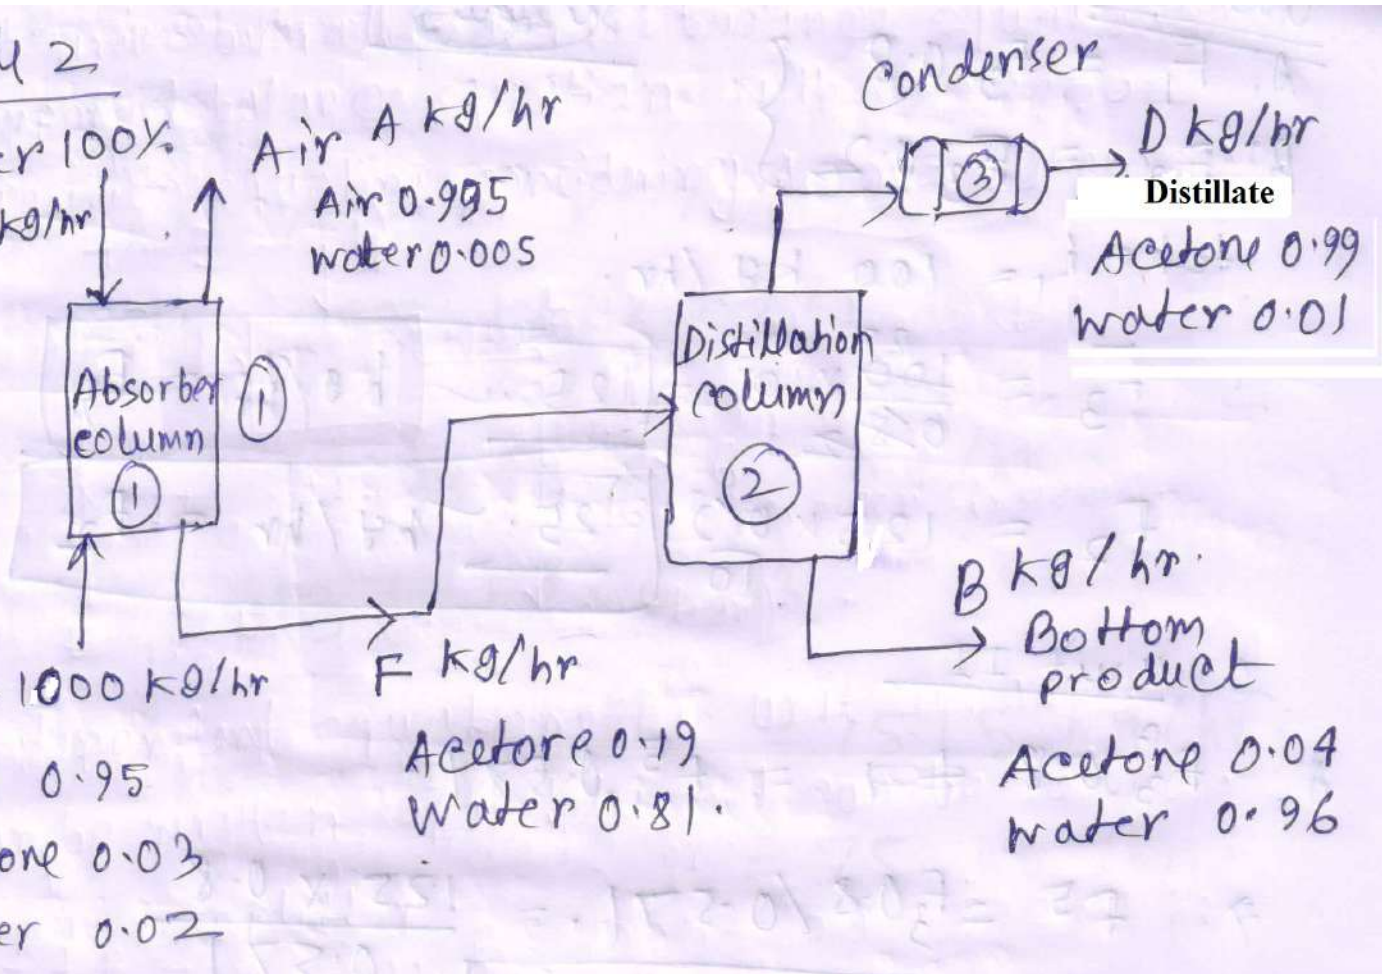 2
er 100%
kg/hr
Air A kg/hr
Air 0.995
water 0.005
Condenser
3
D kg/hr
Distillate
Acetone 0.99
water 0.01
Absorber
column
1
1
Distillation
column
2
1000 kg/hr
0.95
one 0.03
er 0.02
F kg/hr
Acetore 0.19
Water 0.81.
B kg/hr.
Bottom
product
Acetone 0.04
water 0.96